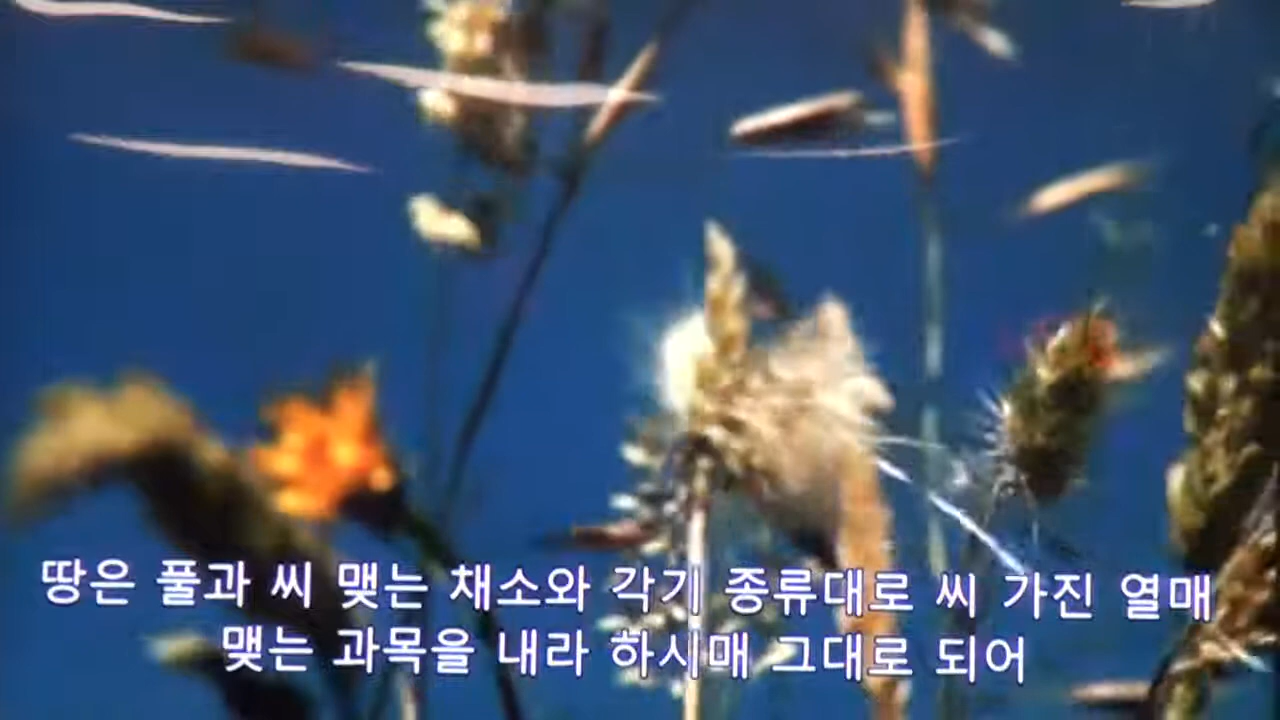 땅은 풀과 씨 맺는 채소와 각기 종류대로 씨 가진 열매
맺는 과목을 내라 하시매 그대로 되어